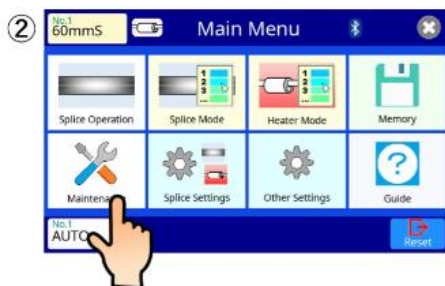 ②
No.1
60mmS
Main Menu
Splice Operation
Splice Mode
Heater Mode
Memory
Splice Settings
Other Settings
Guide
No.1
AUTO
Reset